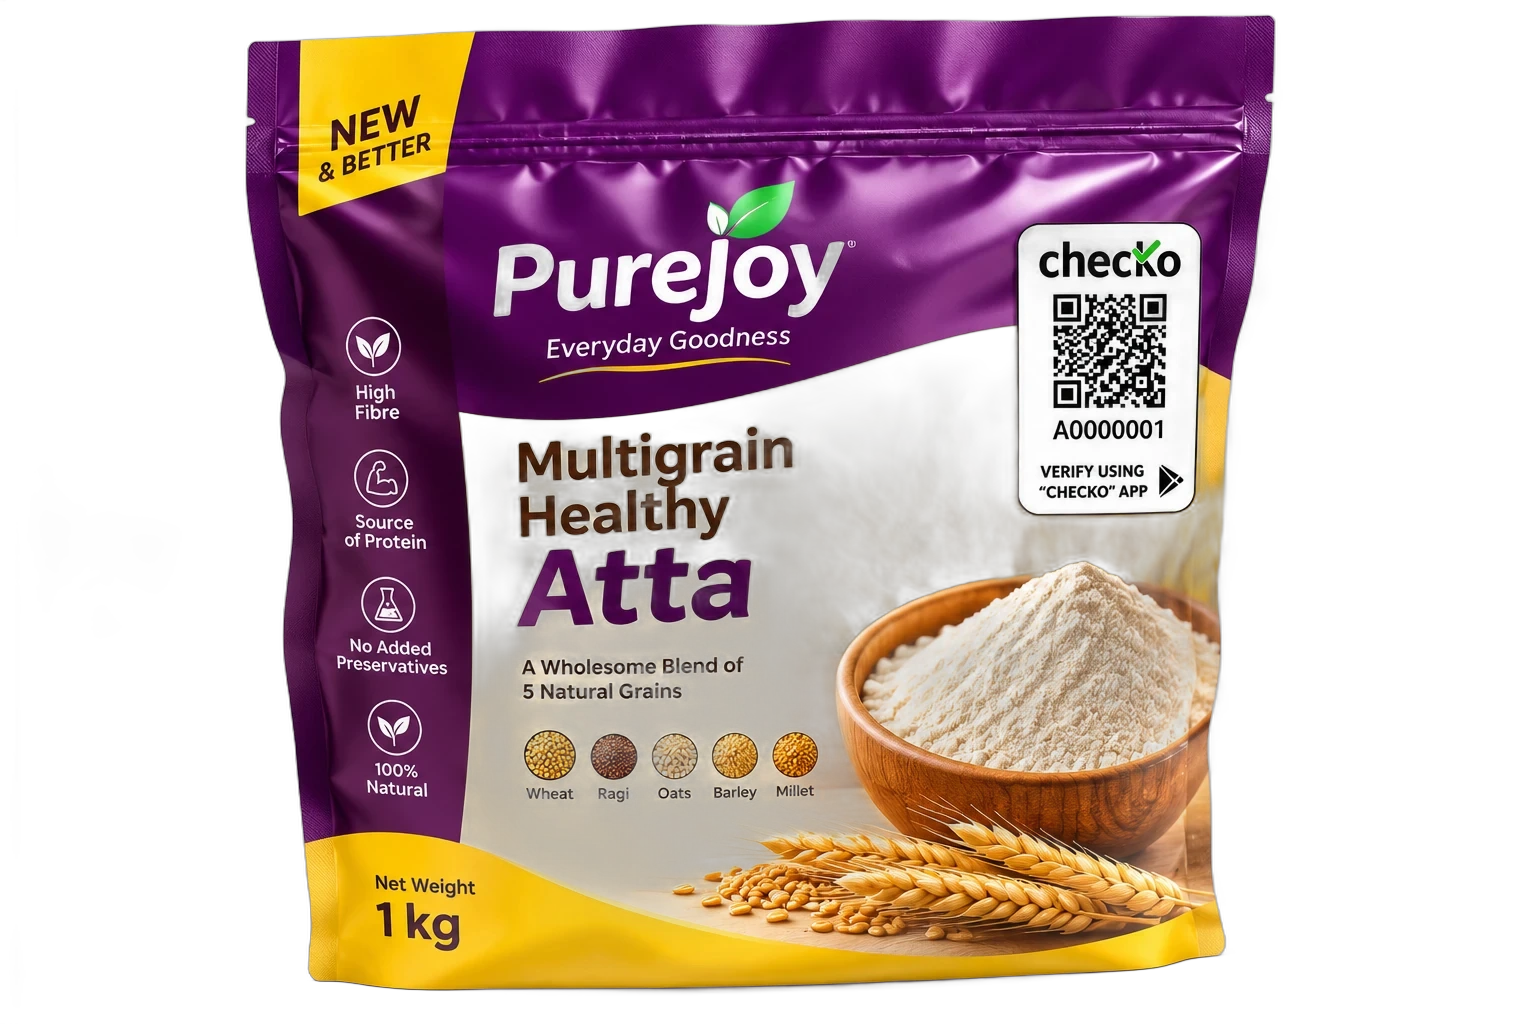 NEW
& BETTER
Purejoy®
Everyday Goodness
checko
A0000001
VERIFY USING
“CHECKO” APP
High
Fibre
Source
of Protein
No Added
Preservatives
100%
Natural
Multigrain
Healthy
Atta
A Wholesome Blend of
5 Natural Grains
Wheat
Ragi
Oats
Barley
Millet
Net Weight
1 kg